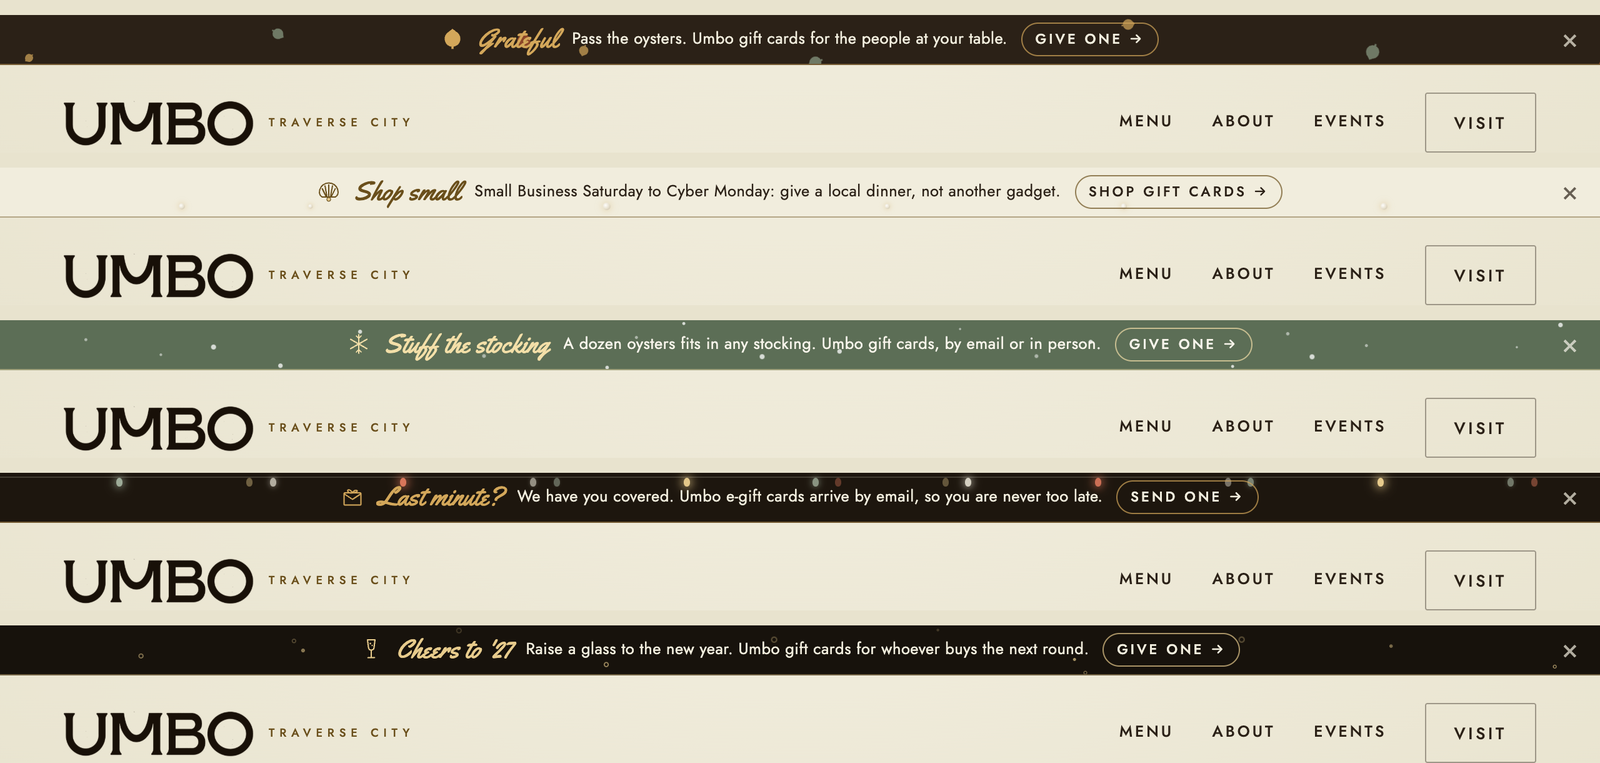 Grateful Pass the oysters. Umbo gift cards for the people at your table. GIVE ONE → ×
UMBO TRAVERSE CITY MENU ABOUT EVENTS VISIT
Shop small Small Business Saturday to Cyber Monday: give a local dinner, not another gadget. SHOP GIFT CARDS → ×
UMBO TRAVERSE CITY MENU ABOUT EVENTS VISIT
Stuff the stocking A dozen oysters fits in any stocking. Umbo gift cards, by email or in person. GIVE ONE → ×
UMBO TRAVERSE CITY MENU ABOUT EVENTS VISIT
Last minute? We have you covered. Umbo e-gift cards arrive by email, so you are never too late. SEND ONE → ×
UMBO TRAVERSE CITY MENU ABOUT EVENTS VISIT
Cheers to '27 Raise a glass to the new year. Umbo gift cards for whoever buys the next round. GIVE ONE → ×
UMBO TRAVERSE CITY MENU ABOUT EVENTS VISIT